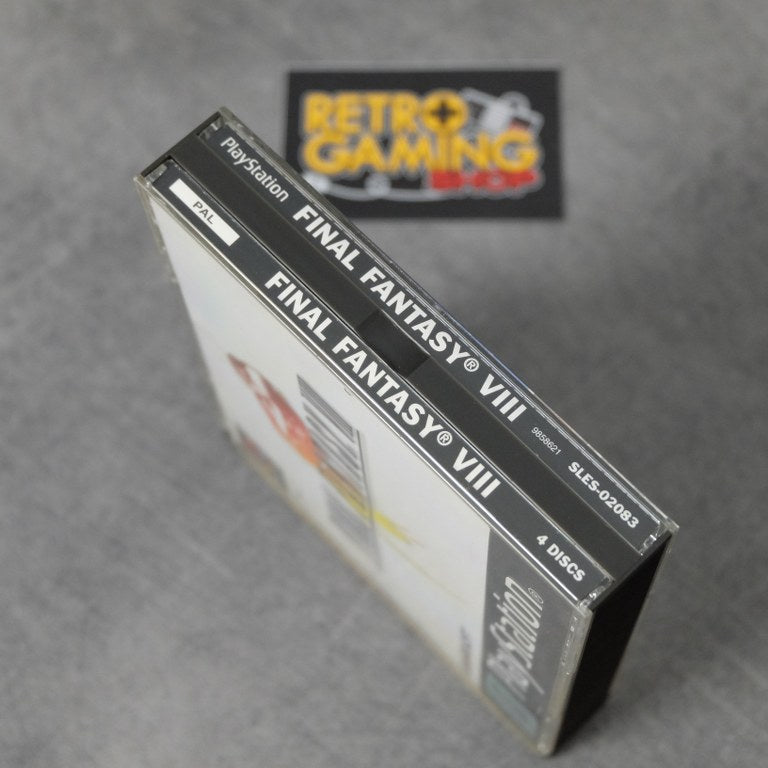 RETRO
GAMING
SHOP
PlayStation
FINAL FANTASY® VIII
9858621
SLES-02083
PAL
FINAL FANTASY® VIII
4 DISCS
PlayStation®